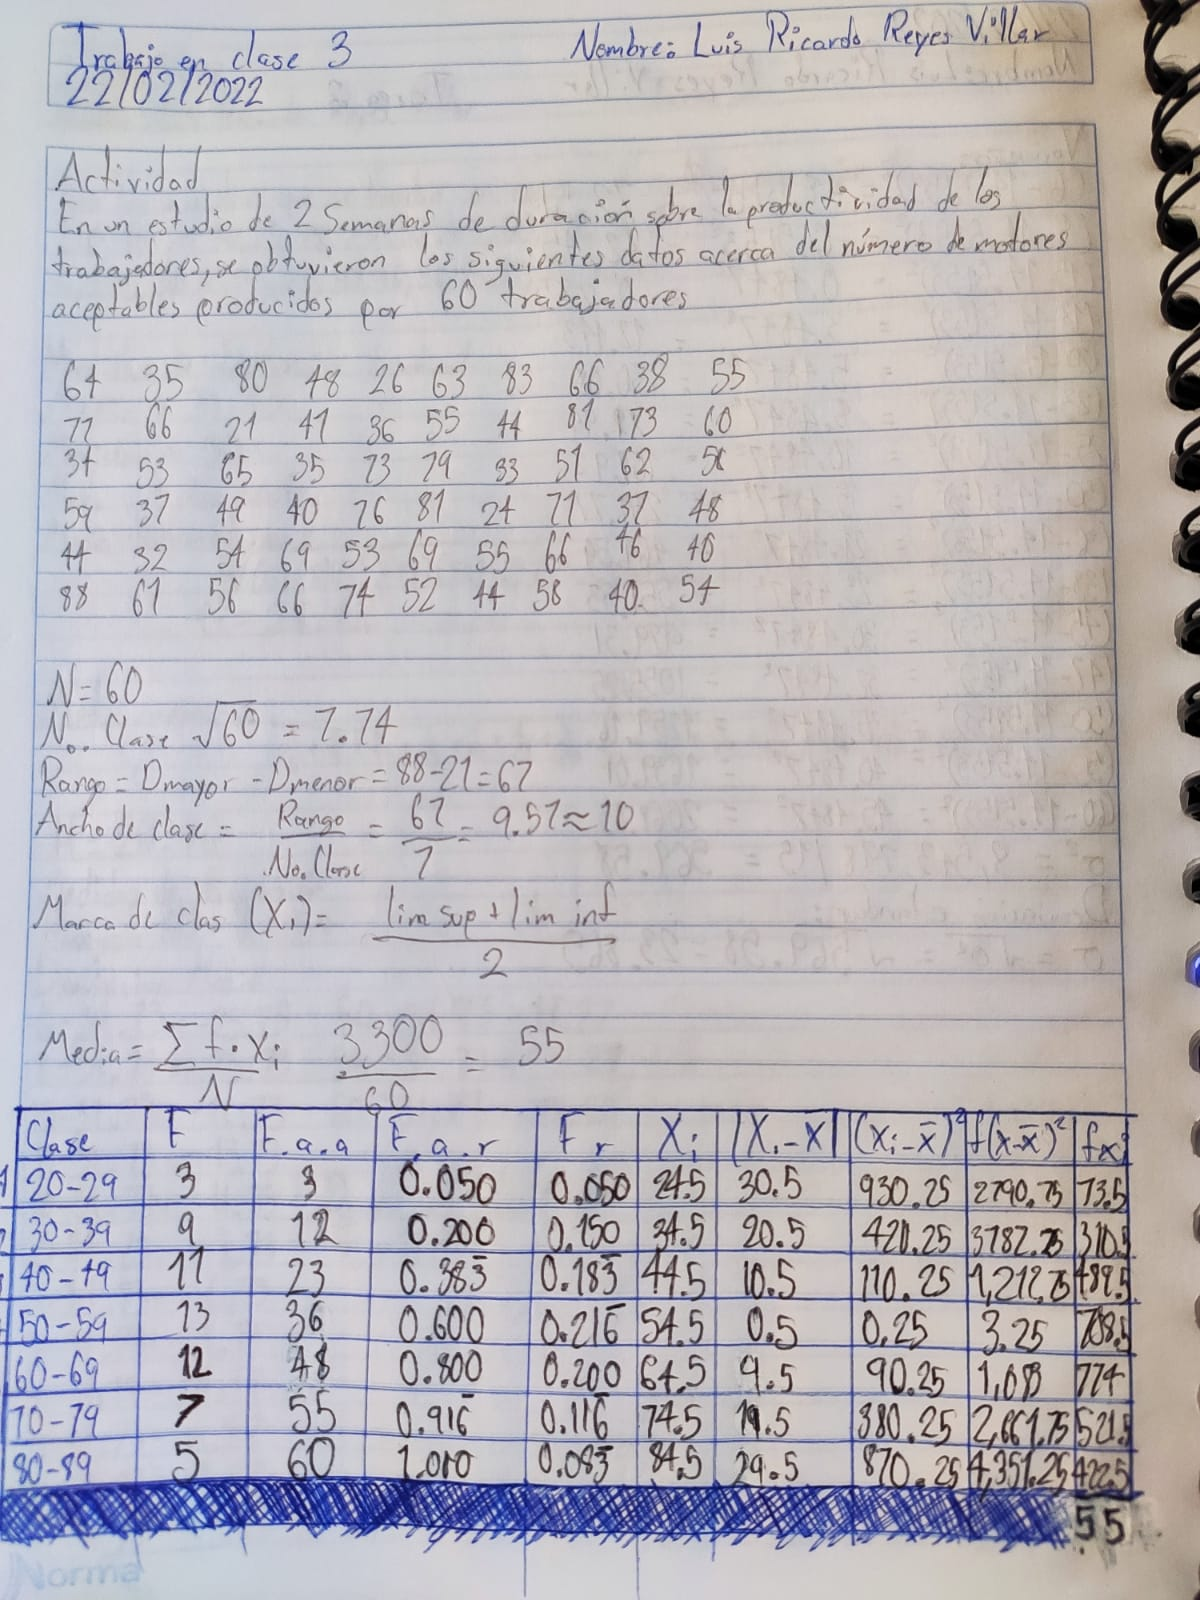 Trabajo en clase 3 Nombre: Luis Ricardo Reyes Villar
22/02/2022
Actividad
En un estudio de 2 Semanas de duración sobre la productividad de los
trabajadores, se obtuvieron los siguientes datos acerca del número de motores
aceptables producidos por 60 trabajadores
64 35 80 48 26 63 83 66 38 55
77 66 21 41 36 55 44 81 73 60
34 53 65 35 73 79 33 51 62
59 37 49 40 76 81 24 71 37 48
44 32 54 69 53 69 55 66 46 40
88 61 56 66 74 52 44 58 40 54
N = 60
No. Clase √60 = 7.74
Rango = Dmayor - Dmenor = 88-21 = 67
Ancho de clase = Rango / No. Clase = 67 / 7 = 9.57 ≈ 10
Marca de clas (Xi) = lim sup + lim inf / 2
Media = Σ f · xi / N 3300 / 60 = 55
Clase F F.a.a F.a.r Fr Xi |Xi-x̄| (xi-x̄)² f(x-x̄)² fxi
20-29 3 3 0.050 0.050 24.5 30.5 930.25 2790.75 73.5
30-39 9 12 0.200 0.150 34.5 20.5 420.25 3782.25 310.5
40-49 11 23 0.383̄ 0.183̄ 44.5 10.5 110.25 1,212.75 489.5
50-59 13 36 0.600 0.216̄ 54.5 0.5 0.25 3.25 708.5
60-69 12 48 0.800 0.200 64.5 9.5 90.25 774
70-79 7 55 0.916̄ 0.116̄ 74.5 19.5 380.25 2,661.75 521.5
80-89 5 60 1.000 0.083̄ 84.5 29.5 870.25 4,351.25 422.5
55
Norma